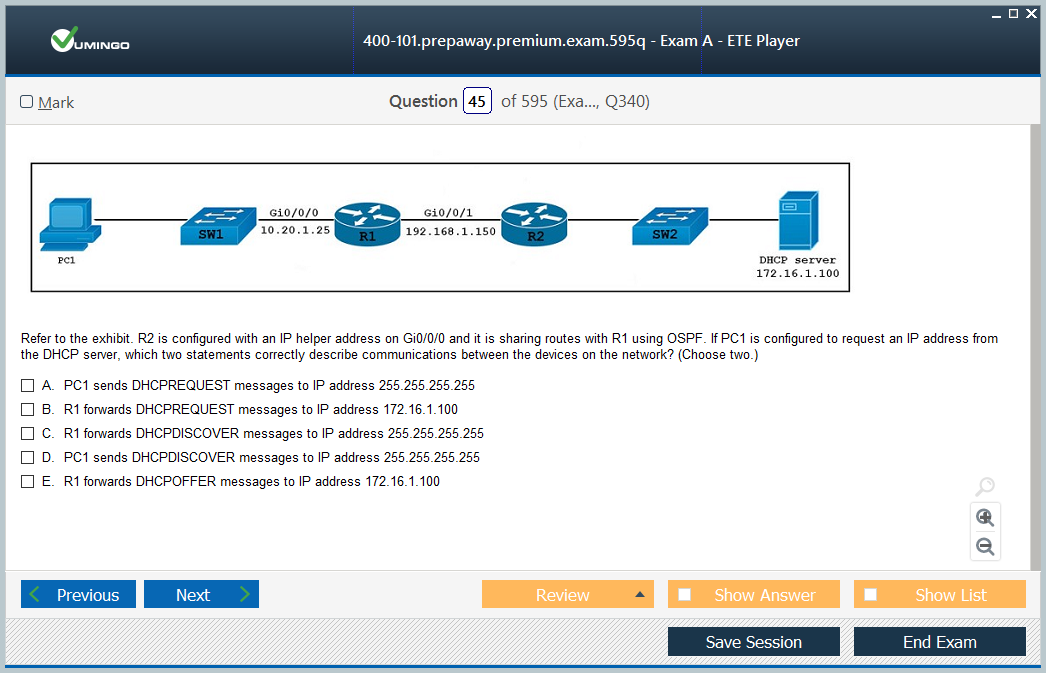 VUMINGO
400-101.prepaway.premium.exam.595q - Exam A - ETE Player
Mark
Question 45 of 595 (Exa..., Q340)
Gi0/0/0
Gi0/0/1
SW1
10.20.1.25
R1
192.168.1.150
R2
SW2
PC1
DHCP server
172.16.1.100
Refer to the exhibit. R2 is configured with an IP helper address on Gi0/0/0 and it is sharing routes with R1 using OSPF. If PC1 is configured to request an IP address from
the DHCP server, which two statements correctly describe communications between the devices on the network? (Choose two.)
A. PC1 sends DHCPREQUEST messages to IP address 255.255.255.255
B. R1 forwards DHCPREQUEST messages to IP address 172.16.1.100
C. R1 forwards DHCPDISCOVER messages to IP address 255.255.255.255
D. PC1 sends DHCPDISCOVER messages to IP address 255.255.255.255
E. R1 forwards DHCPOFFER messages to IP address 172.16.1.100
Previous
Next
Review
Show Answer
Show List
Save Session
End Exam